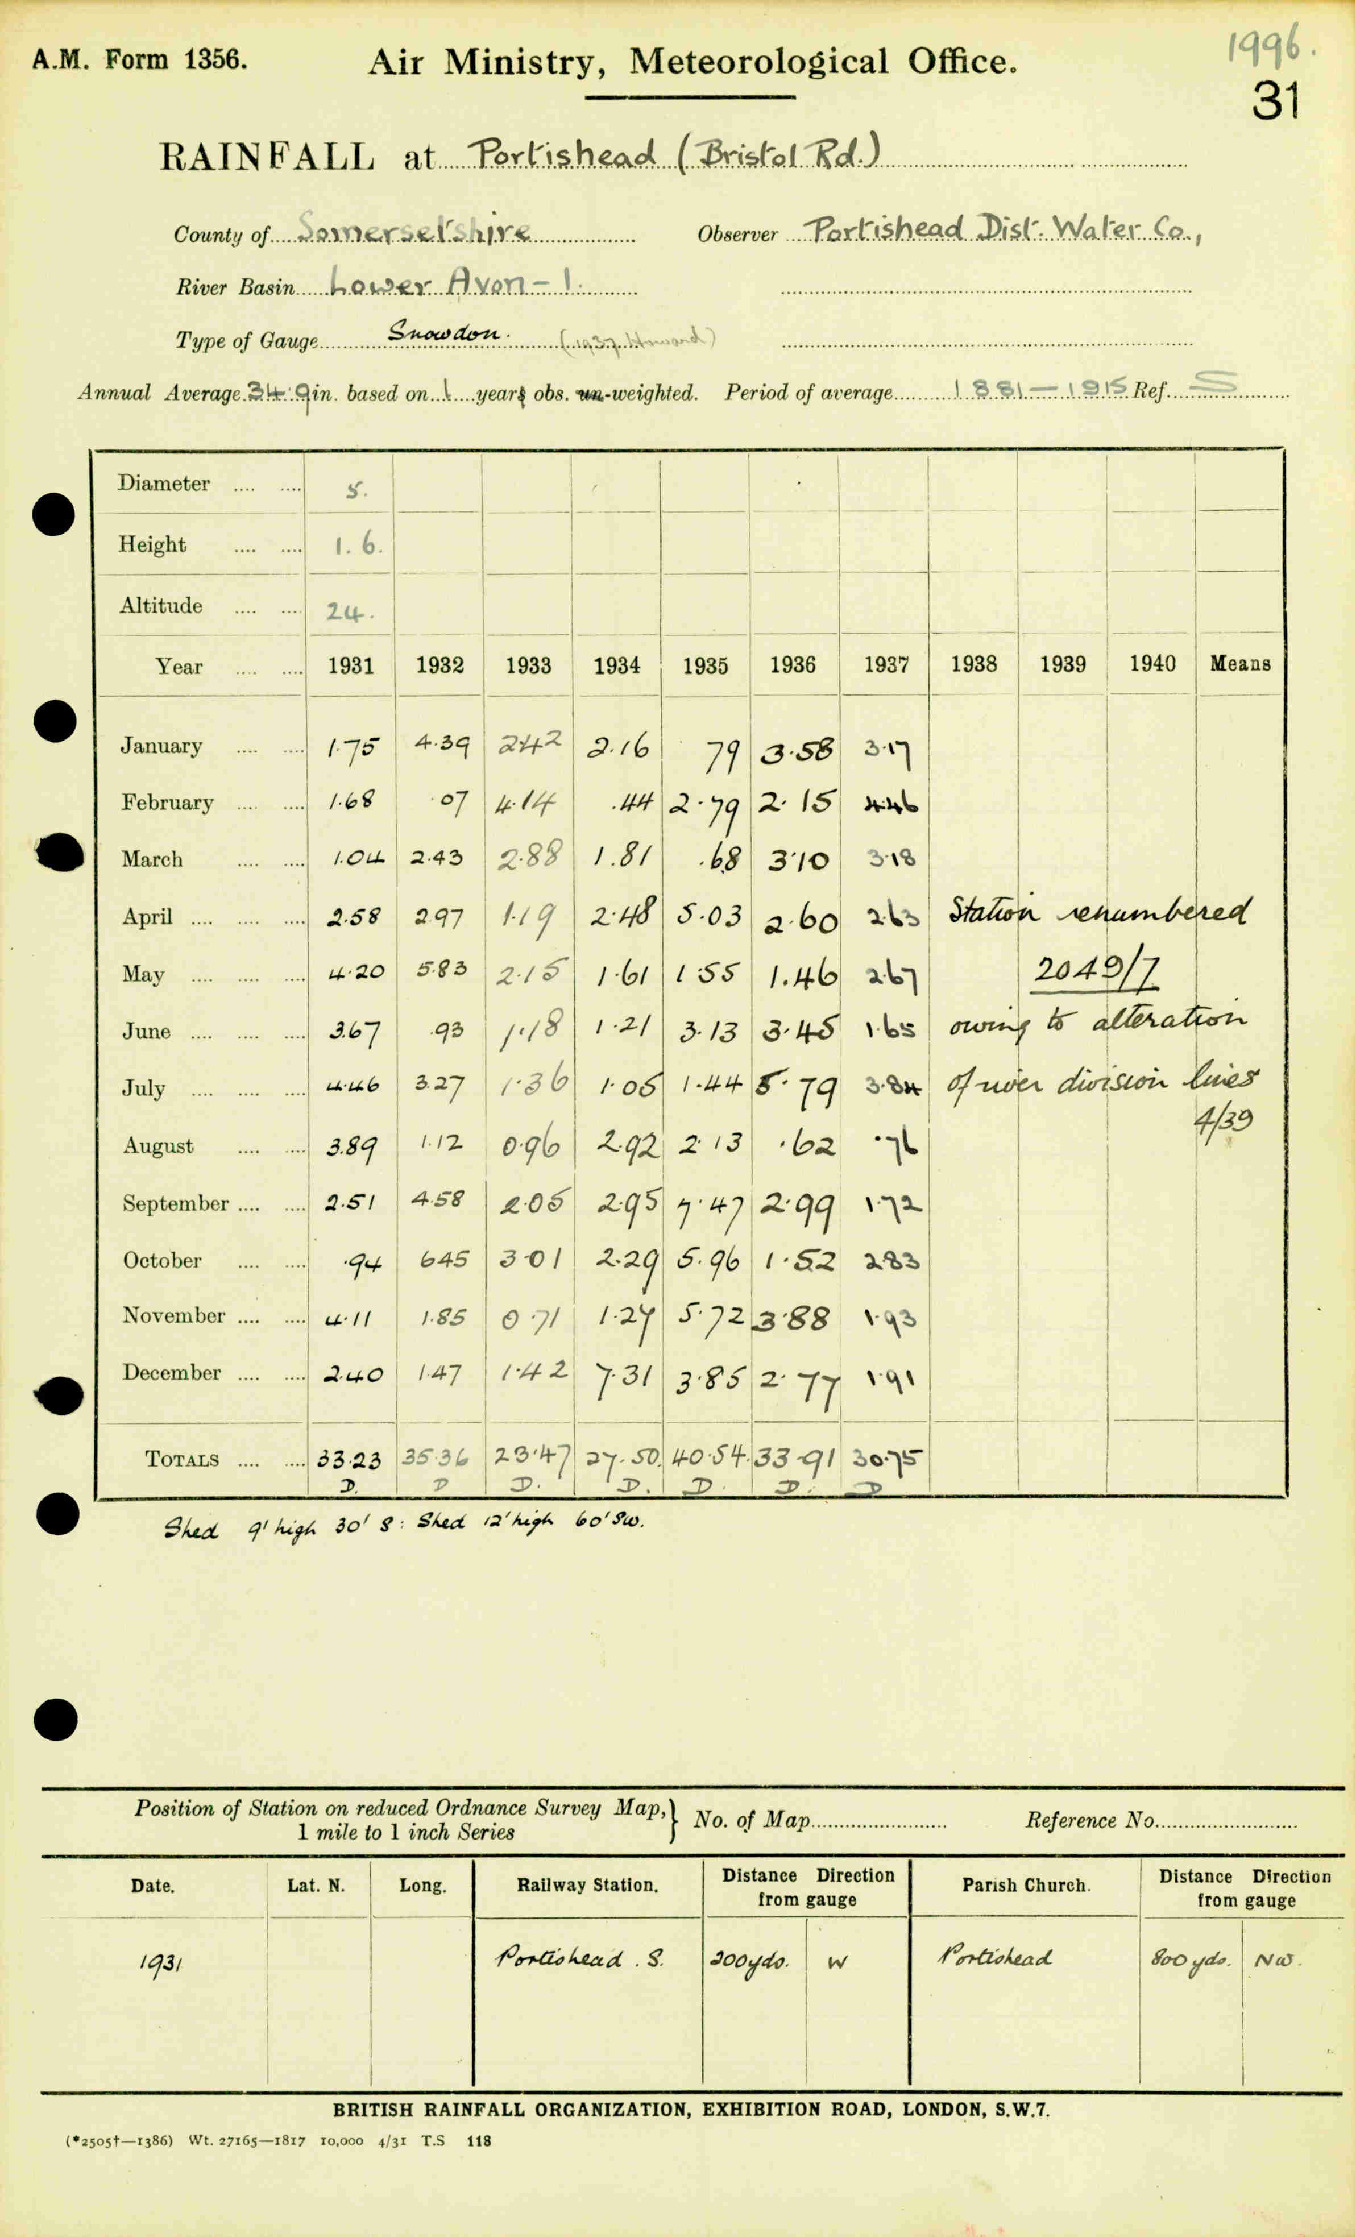 1996.
A.M. Form 1356. Air Ministry, Meteorological Office.
31
RAINFALL at Portishead (Bristol Rd.)
County of Somersetshire Observer Portishead Dist. Water Co.,
River Basin Lower Avon - 1.
Type of Gauge Snowdon. (1937 Howard)
Annual Average 34.9 in. based on 1 years obs. un-weighted. Period of average 1881-1915 Ref. S
Diameter .... .... 5.
Height .... .... 1. 6.
Altitude .... .... 24.
Year .... .... 1931 1932 1933 1934 1935 1936 1937 1938 1939 1940 Means
January .... .... 1.75 4.39 2.42 2.16 79 3.58 3.17
February .... .... 1.68 .07 4.14 .44 2.79 2.15 4.46
March .... .... 1.04 2.43 2.88 1.81 .68 3.10 3.18
April .... .... .... 2.58 2.97 1.19 2.48 5.03 2.60 2.63 Station renumbered
May .... .... .... 4.20 5.83 2.15 1.61 1.55 1.46 2.67 2049/7
June .... .... .... 3.67 .93 1.18 1.21 3.13 3.45 1.65 owing to alteration
July .... .... .... 4.46 3.27 1.36 1.05 1.44 5.79 3.84 of river division lines
4/39
August .... .... 3.89 1.12 0.96 2.92 2.13 .62 .76
September .... .... 2.51 4.58 2.05 2.95 7.47 2.99 1.72
October .... .... .94 6.45 3.01 2.29 5.96 1.52 2.83
November .... .... 4.11 1.85 0.71 1.27 5.72 3.88 1.93
December .... .... 2.40 1.47 1.42 7.31 3.85 2.77 1.91
TOTALS .... .... 33.23 35.36 23.47 27.50 40.54 33.91 30.75
D. D D. D. D. D. D
Shed 9' high 30' S: Shed 12' high 60' SW.
Position of Station on reduced Ordnance Survey Map,} No. of Map Reference No.
1 mile to 1 inch Series
Date. Lat. N. Long. Railway Station. Distance Direction from gauge Parish Church. Distance Direction from gauge
1931 Portishead . S. 200yds. W Portishead 800 yds. NW.
BRITISH RAINFALL ORGANIZATION, EXHIBITION ROAD, LONDON, S.W.7.
(*2505†—1386) Wt. 27165—1817 10,000 4/31 T.S 118